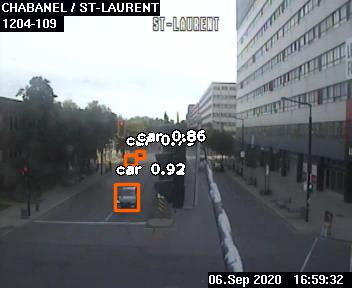 CHABANEL / ST-LAURENT
1204-109
ST-LAURENT
car 0.86
car 0.92
06.Sep 2020 16:59:32